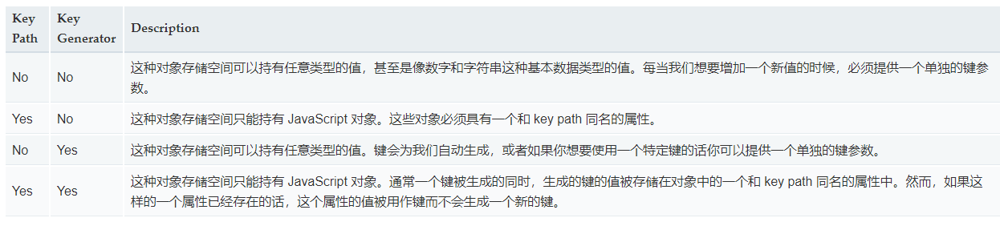 Key Path Key Generator Description
No No 这种对象存储空间可以持有任意类型的值，甚至是像数字和字符串这种基本数据类型的值。每当我们想要增加一个新值的时候，必须提供一个单独的键参
数。
Yes No 这种对象存储空间只能持有 JavaScript 对象。这些对象必须具有一个和 key path 同名的属性。
No Yes 这种对象存储空间可以持有任意类型的值。键会为我们自动生成，或者如果你想要使用一个特定键的话你可以提供一个单独的键参数。
Yes Yes 这种对象存储空间只能持有 JavaScript 对象。通常一个键被生成的同时，生成的键的值被存储在对象中的一个和 key path 同名的属性中。然而，如果这
样的一个属性已经存在的话，这个属性的值被用作键而不会生成一个新的键。